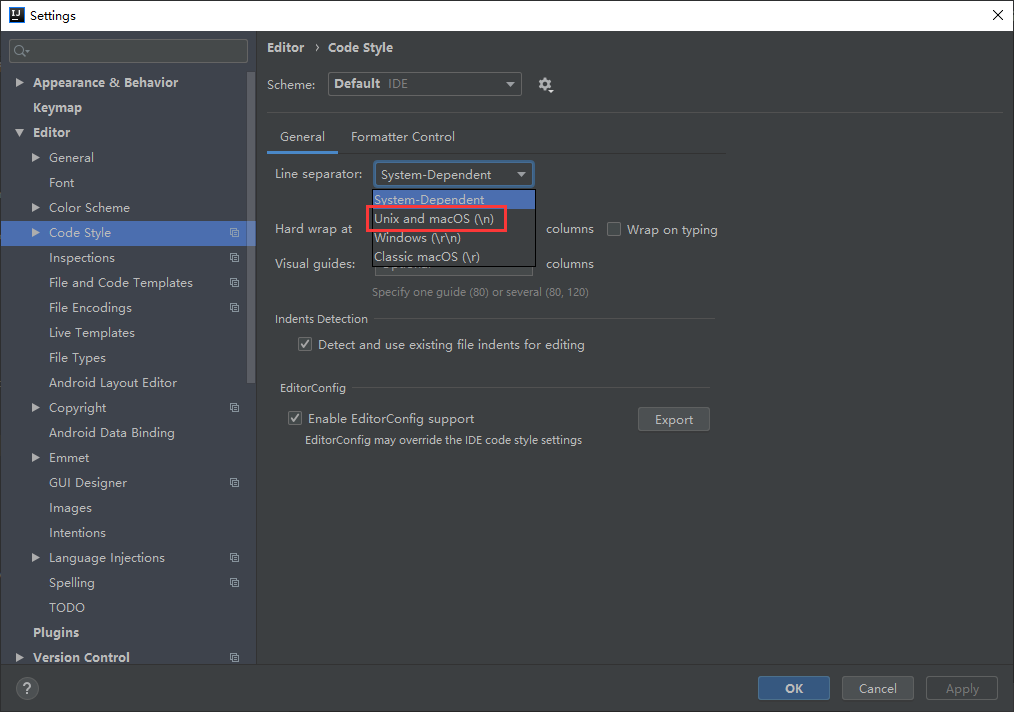 Settings
Appearance & Behavior
Keymap
Editor
General
Font
Color Scheme
Code Style
Inspections
File and Code Templates
File Encodings
Live Templates
File Types
Android Layout Editor
Copyright
Android Data Binding
Emmet
GUI Designer
Images
Intentions
Language Injections
Spelling
TODO
Plugins
Version Control
Editor › Code Style
Scheme: Default IDE
General Formatter Control
Line separator: System-Dependent
System-Dependent
Unix and macOS (\n)
Windows (\r\n)
Classic macOS (\r)
Hard wrap at columns Wrap on typing
Visual guides: columns
Specify one guide (80) or several (80, 120)
Indents Detection
Detect and use existing file indents for editing
EditorConfig
Enable EditorConfig support Export
EditorConfig may override the IDE code style settings
? OK Cancel Apply